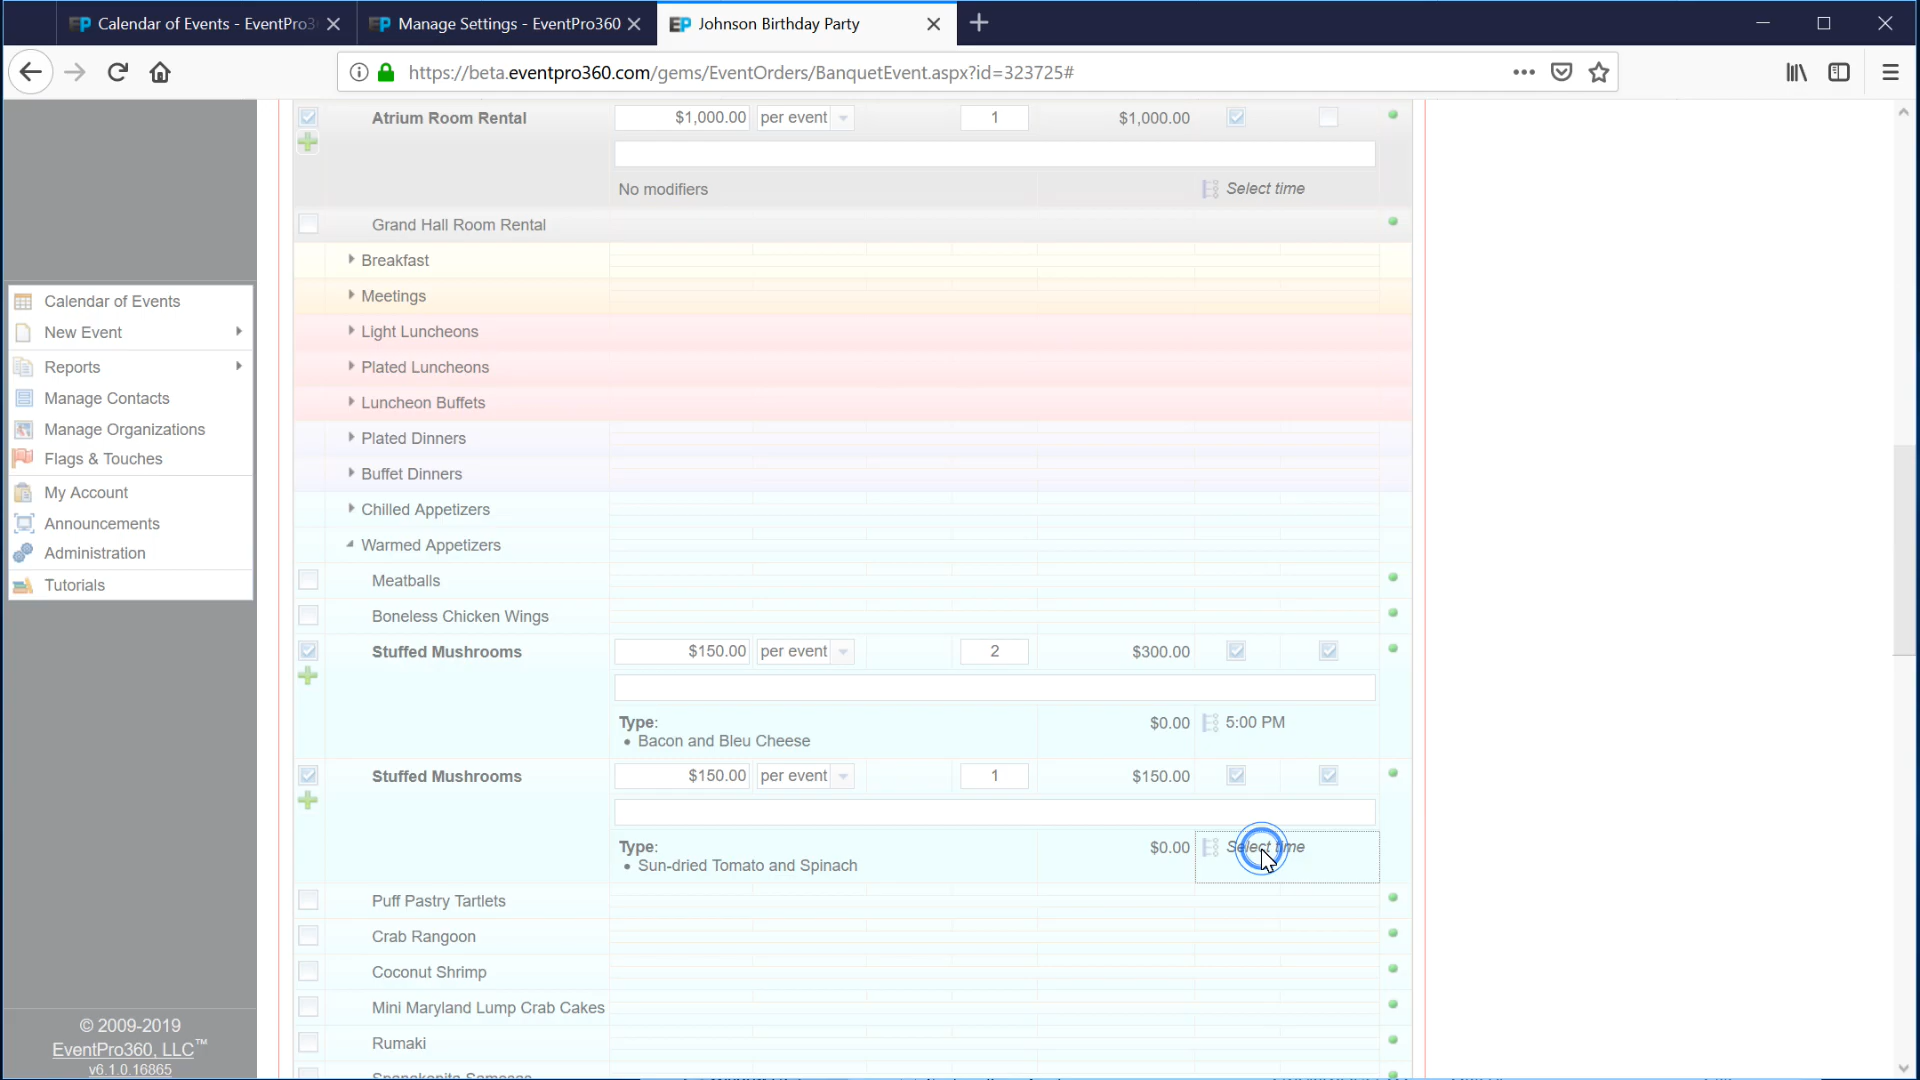 Calendar of Events - EventPro3
Manage Settings - EventPro360
Johnson Birthday Party
https://beta.eventpro360.com/gems/EventOrders/BanquetEvent.aspx?id=323725#
Atrium Room Rental $1,000.00 per event 1 $1,000.00
No modifiers Select time
Grand Hall Room Rental
Breakfast
Meetings
Light Luncheons
Plated Luncheons
Luncheon Buffets
Plated Dinners
Buffet Dinners
Chilled Appetizers
Warmed Appetizers
Meatballs
Boneless Chicken Wings
Stuffed Mushrooms $150.00 per event 2 $300.00
Type: $0.00 5:00 PM
• Bacon and Bleu Cheese
Stuffed Mushrooms $150.00 per event 1 $150.00
Type: $0.00 Select time
• Sun-dried Tomato and Spinach
Puff Pastry Tartlets
Crab Rangoon
Coconut Shrimp
Mini Maryland Lump Crab Cakes
Rumaki
Calendar of Events
New Event
Reports
Manage Contacts
Manage Organizations
Flags & Touches
My Account
Announcements
Administration
Tutorials
© 2009-2019
EventPro360, LLC™
v6.1.0.16865